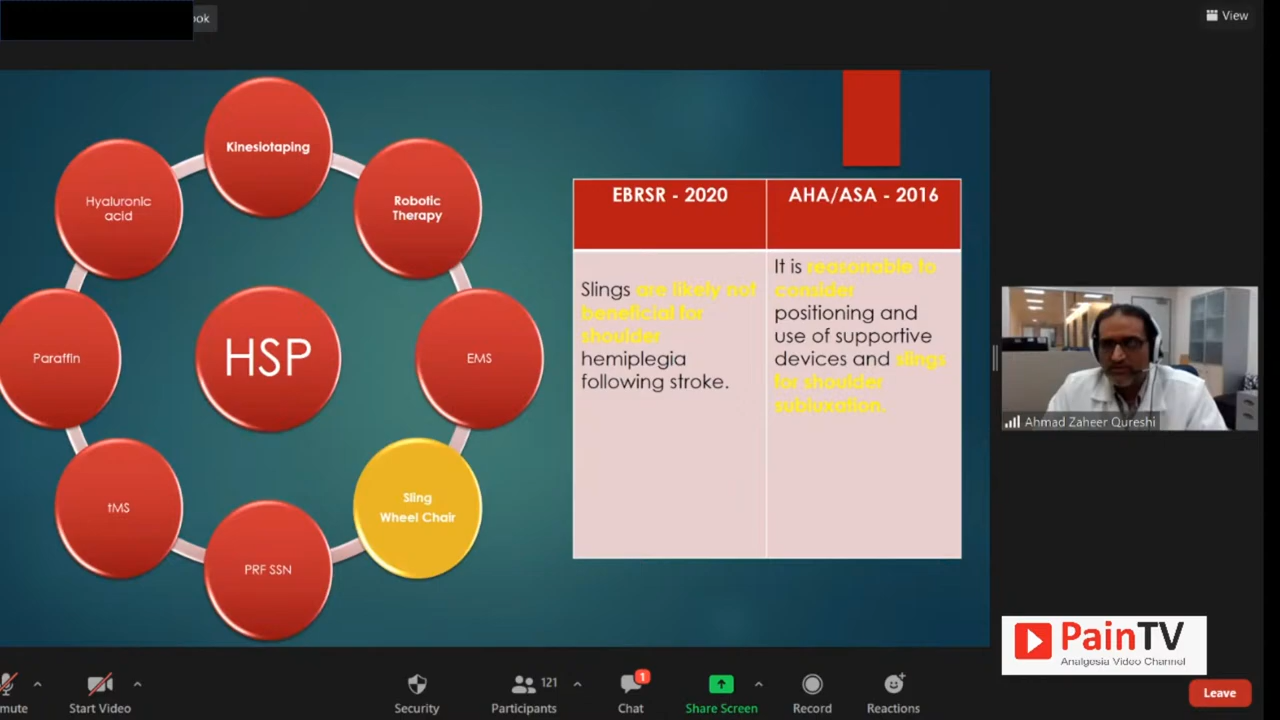 ook
View
Kinesiotaping
Hyaluronic
acid
Robotic
Therapy
Paraffin
HSP
EMS
tMS
Sling
Wheel Chair
PRF SSN
EBRSR - 2020
AHA/ASA - 2016
Slings are likely not
beneficial for
shoulder
hemiplegia
following stroke.
It is reasonable to
consider
positioning and
use of supportive
devices and slings
for shoulder
subluxation.
Ahmad Zaheer Qureshi
PainTV
Analgesia Video Channel
mute
Start Video
Security
121
Participants
1
Chat
Share Screen
Record
Reactions
Leave